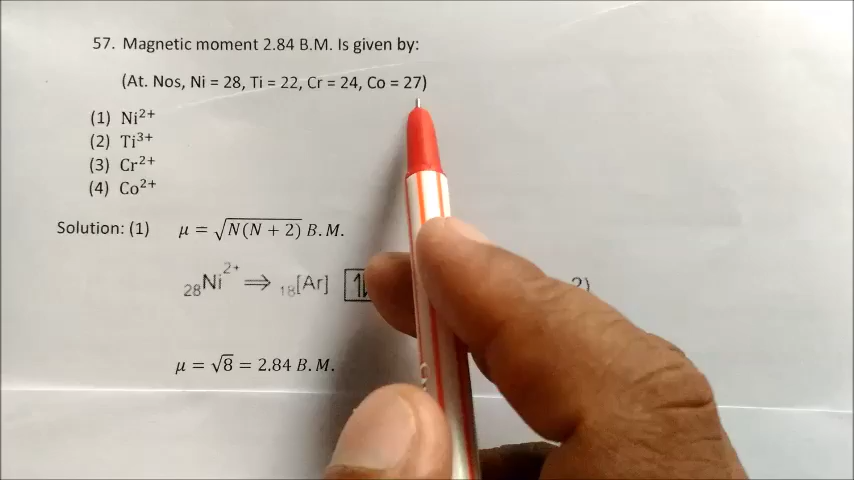 57. Magnetic moment 2.84 B.M. Is given by:
(At. Nos, Ni = 28, Ti = 22, Cr = 24, Co = 27)
(1) Ni²⁺
(2) Ti³⁺
(3) Cr²⁺
(4) Co²⁺
Solution: (1) μ = √N(N + 2) B.M.
₂₈Ni²⁺ ⇒ ₁₈[Ar] 2)
μ = √8 = 2.84 B.M.